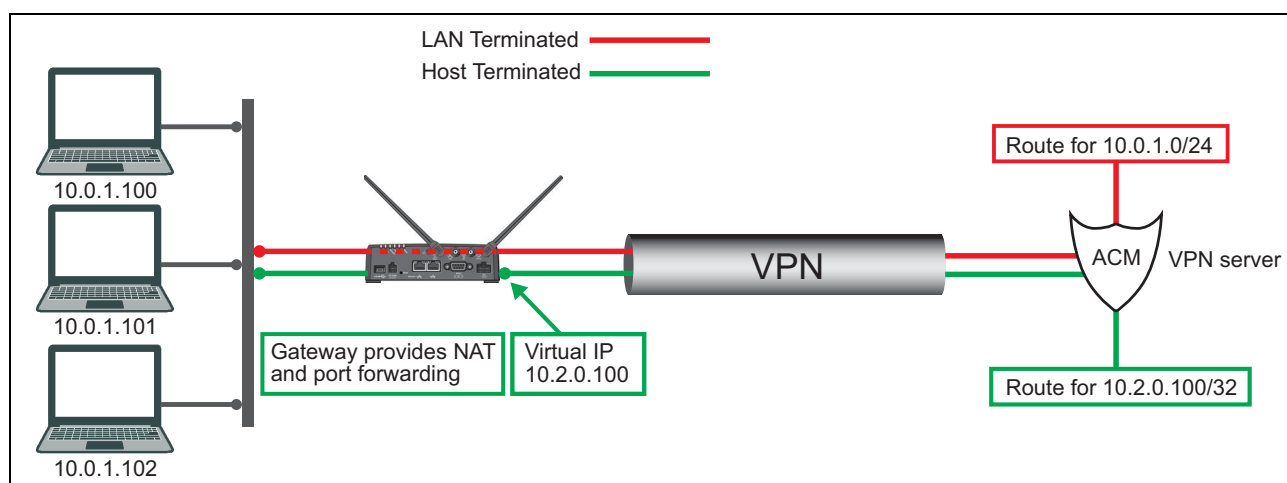 LAN Terminated
Host Terminated
10.0.1.100
10.0.1.101
10.0.1.102
Gateway provides NAT
and port forwarding
Virtual IP
10.2.0.100
VPN
Route for 10.0.1.0/24
ACM
VPN server
Route for 10.2.0.100/32